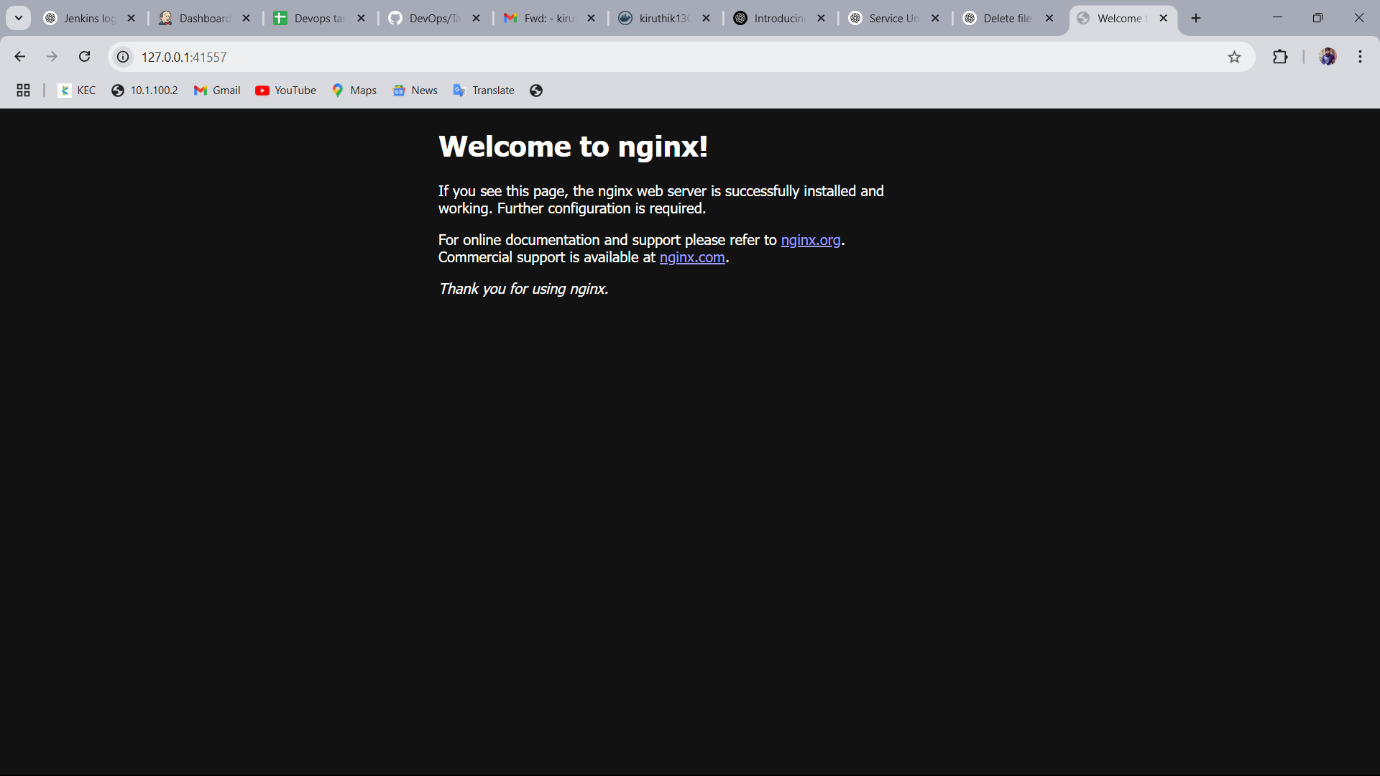 Jenkins log
Dashboard
Devops tas
DevOps/Ta
Fwd: - kiru
kiruthik130
Introducing
Service Un
Delete file
Welcome t
127.0.0.1:41557
KEC
10.1.100.2
Gmail
YouTube
Maps
News
Translate
Welcome to nginx!
If you see this page, the nginx web server is successfully installed and
working. Further configuration is required.
For online documentation and support please refer to nginx.org.
Commercial support is available at nginx.com.
Thank you for using nginx.